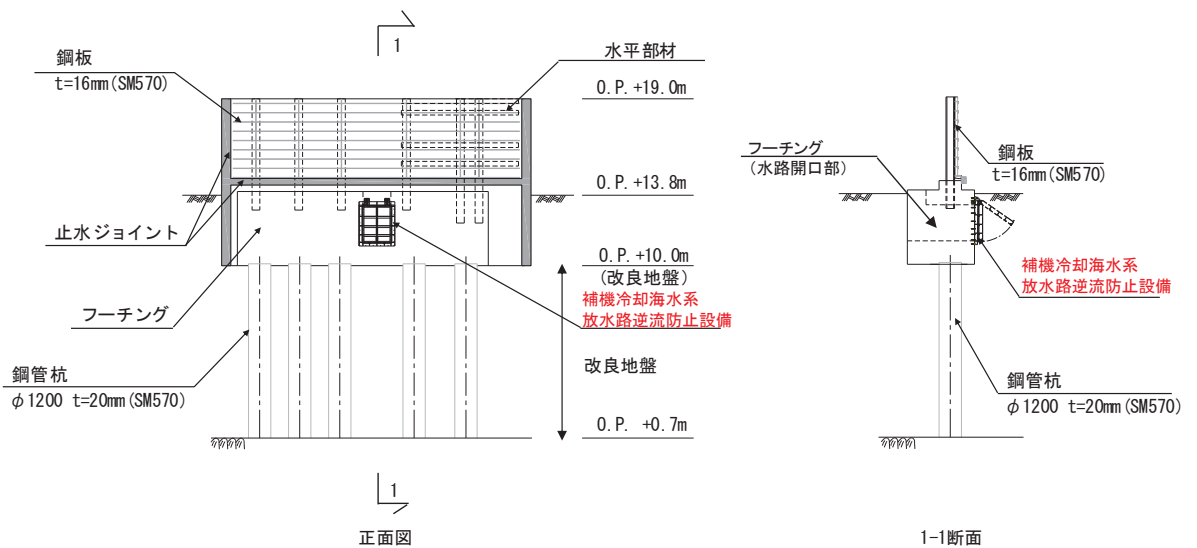 1
鋼板
t=16mm(SM570)
水平部材
O.P.+19.0m
O.P.+13.8m
止水ジョイント
O.P.+10.0m
(改良地盤)
補機冷却海水系
放水路逆流防止設備
フーチング
改良地盤
鋼管杭
φ1200 t=20mm(SM570)
O.P. +0.7m
1
正面図
フーチング
(水路開口部)
鋼板
t=16mm(SM570)
補機冷却海水系
放水路逆流防止設備
鋼管杭
φ1200 t=20mm(SM570)
1-1断面